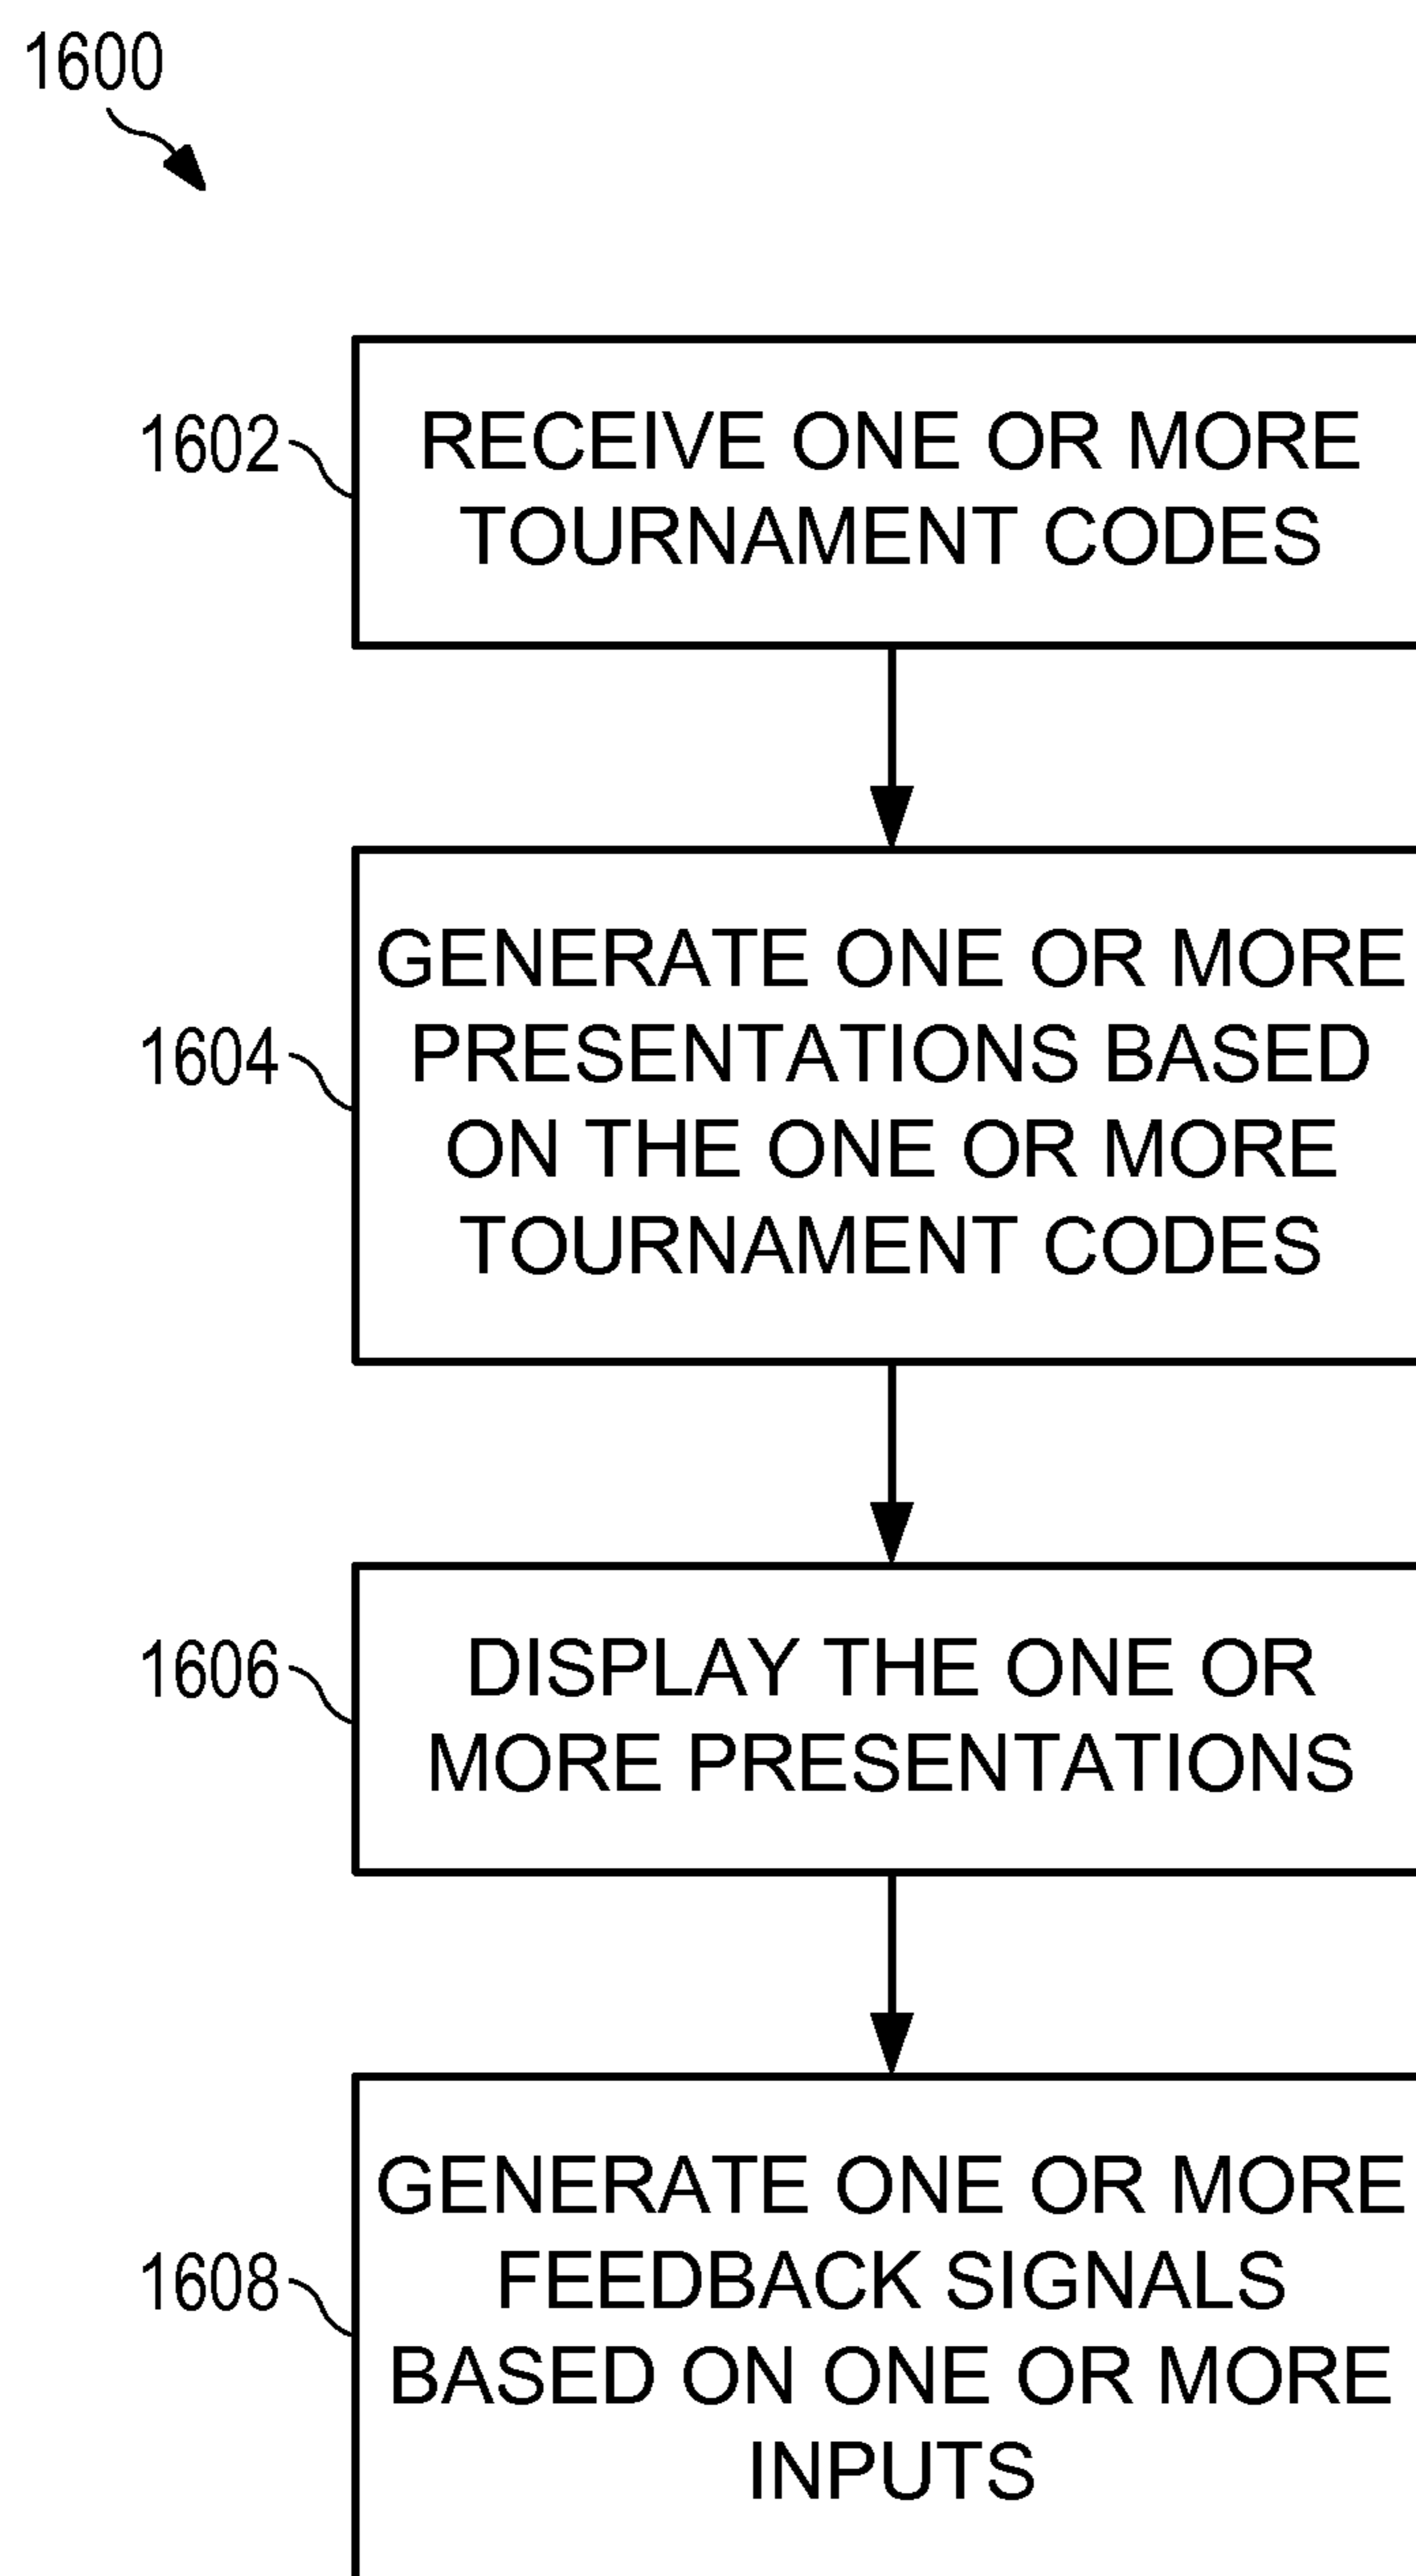 1600
1602
RECEIVE ONE OR MORE
TOURNAMENT CODES
1604
GENERATE ONE OR MORE
PRESENTATIONS BASED
ON THE ONE OR MORE
TOURNAMENT CODES
1606
DISPLAY THE ONE OR
MORE PRESENTATIONS
1608
GENERATE ONE OR MORE
FEEDBACK SIGNALS
BASED ON ONE OR MORE
INPUTS